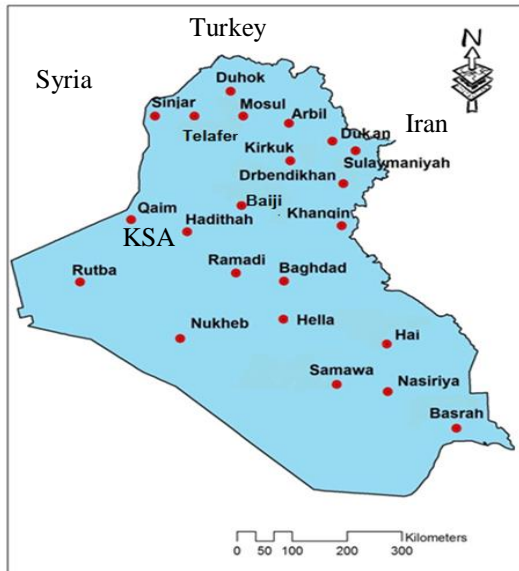 Turkey
N
Syria
Duhok
Sinjar
Mosul
Arbil
Telafer
Dukan
Iran
Kirkuk
Sulaymaniyah
Drbendikhan
Baiji
Qaim
Khanqin
Hadithah
KSA
Ramadi
Baghdad
Rutba
Nukheb
Hella
Hai
Samawa
Nasiriya
Basrah
Kilometers
0 50 100 200 300